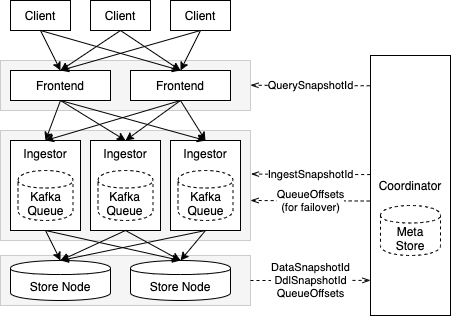 Client Client Client
Frontend Frontend
QuerySnapshotId
Ingestor Ingestor Ingestor
Kafka Kafka Kafka
Queue Queue Queue
IngestSnapshotId
QueueOffsets
(for failover)
Coordinator
Meta
Store
Store Node Store Node
DataSnapshotId
DdlSnapshotId
QueueOffsets